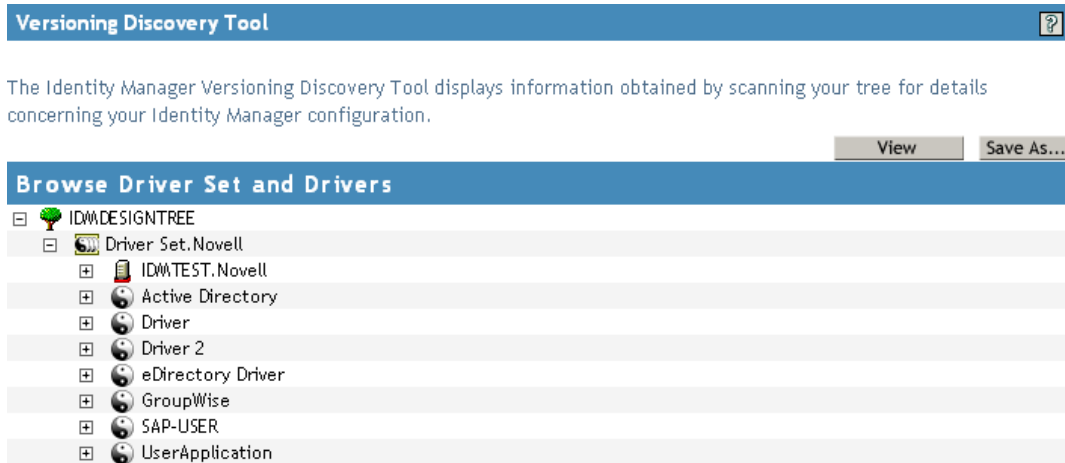 Versioning Discovery Tool
?
The Identity Manager Versioning Discovery Tool displays information obtained by scanning your tree for details
concerning your Identity Manager configuration.
View Save As...
Browse Driver Set and Drivers
IDMDESIGNTREE
Driver Set.Novell
IDMTEST.Novell
Active Directory
Driver
Driver 2
eDirectory Driver
GroupWise
SAP-USER
UserApplication